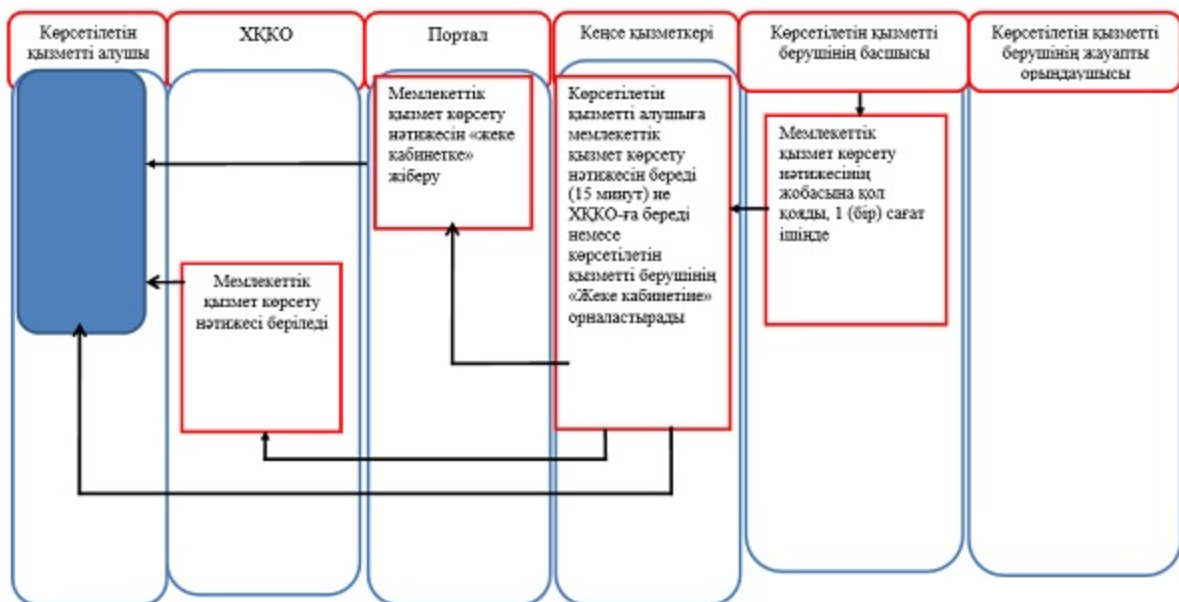 Көрсетілетін
қызметті алушы
ХҚКО
Портал
Кеңсе қызметкері
Көрсетілетін қызметті
берушінің басшысы
Көрсетілетін қызметті
берушінің жауапты
орындаушысы
Мемлекеттік
қызмет көрсету
нәтижесі беріледі
Мемлекеттік
қызмет көрсету
нәтижесін «жеке
кабинетке»
жіберу
Көрсетілетін
қызметті алушыға
мемлекеттік
қызмет көрсету
нәтижесін береді
(15 минут) не
ХҚКО-ға береді
немесе
көрсетілетін
қызметті берушінің
«Жеке кабинетіне»
орналастырады
Мемлекеттік
қызмет көрсету
нәтижесінің
жобасына қол
қояды, 1 (бір) сағат
ішінде